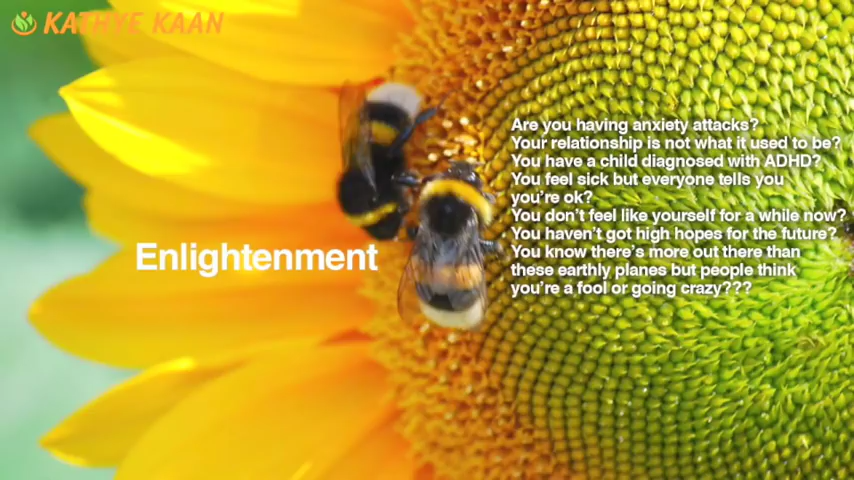 KATHYE KAAN
Are you having anxiety attacks?
Your relationship is not what it used to be?
You have a child diagnosed with ADHD?
You feel sick but everyone tells you
you're ok?
You don't feel like yourself for a while now?
You haven't got high hopes for the future?
You know there's more out there than
these earthly planes but people think
you're a fool or going crazy???
Enlightenment